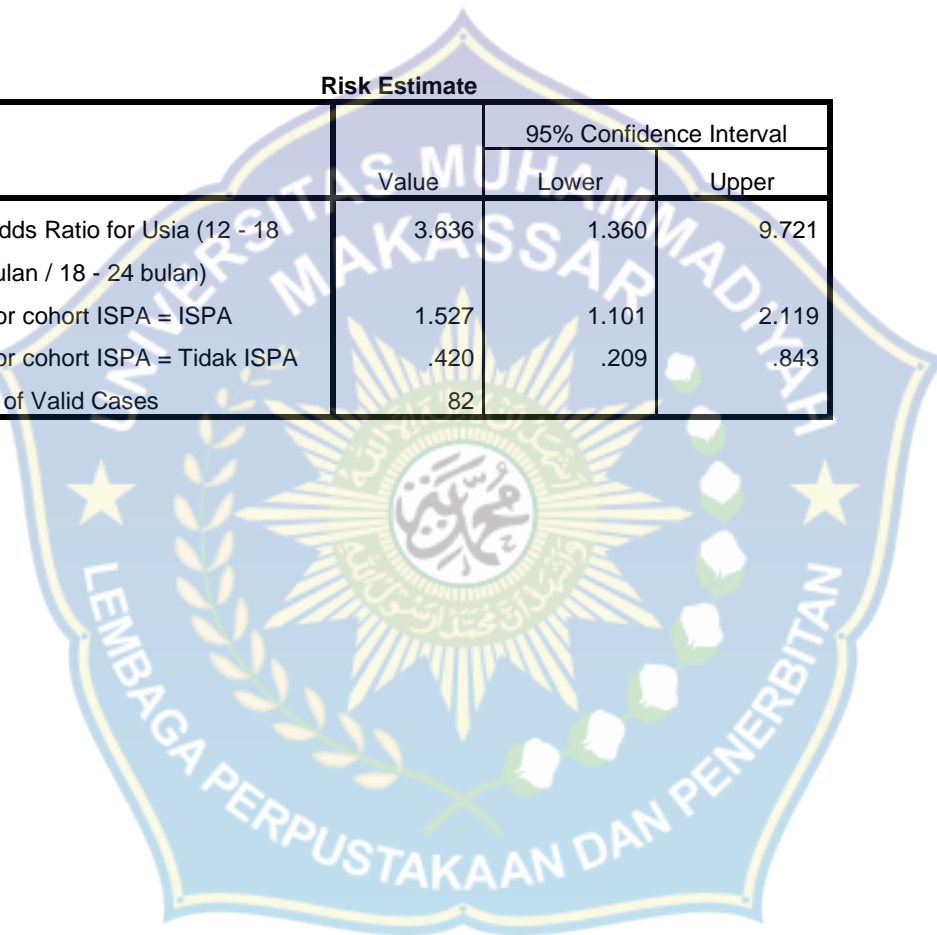 Risk Estimate
95% Confidence Interval
Value Lower Upper
dds Ratio for Usia (12 - 18 3.636 1.360 9.721
ulan / 18 - 24 bulan)
or cohort ISPA = ISPA 1.527 1.101 2.119
or cohort ISPA = Tidak ISPA .420 .209 .843
of Valid Cases 82
UNIVERSITAS MUHAMMADIYAH
MAKASSAR
LEMBAGA PERPUSTAKAAN DAN PENERBITAN